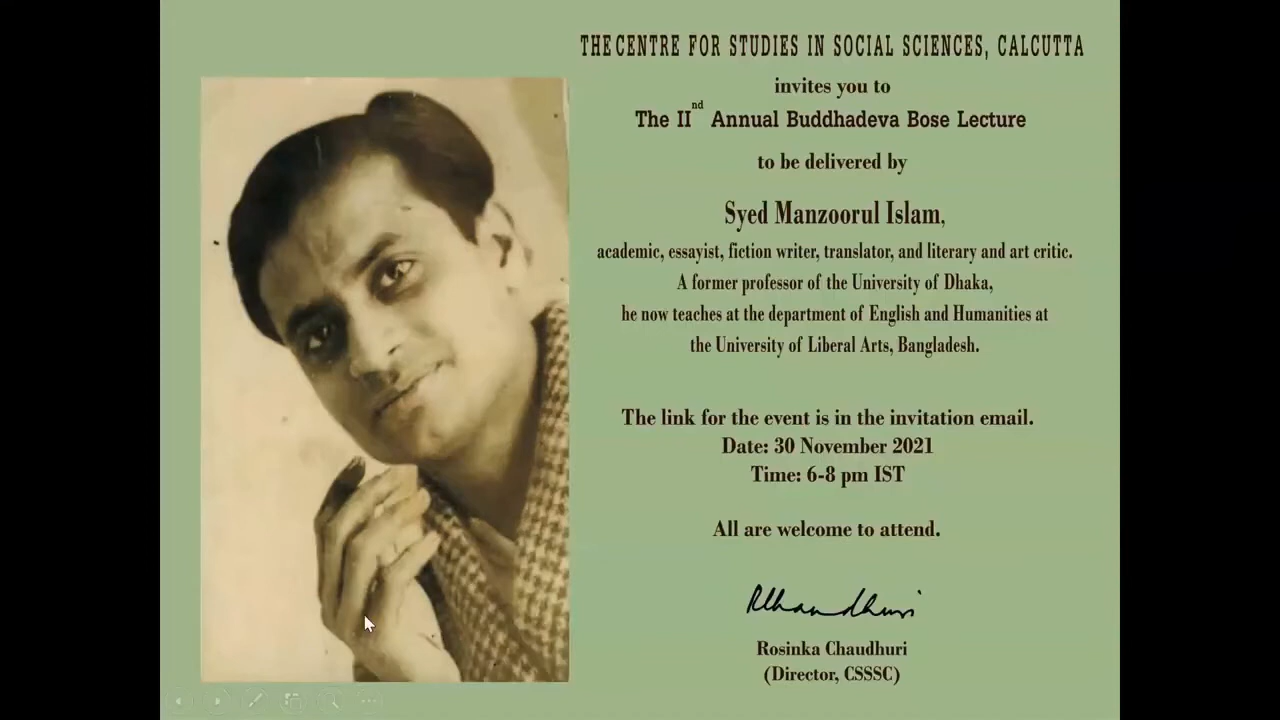 THE CENTRE FOR STUDIES IN SOCIAL SCIENCES, CALCUTTA
invites you to
The IInd Annual Buddhadeva Bose Lecture
to be delivered by
Syed Manzoorul Islam,
academic, essayist, fiction writer, translator, and literary and art critic.
A former professor of the University of Dhaka,
he now teaches at the department of English and Humanities at
the University of Liberal Arts, Bangladesh.
The link for the event is in the invitation email.
Date: 30 November 2021
Time: 6-8 pm IST
All are welcome to attend.
RChaudhuri
Rosinka Chaudhuri
(Director, CSSSC)